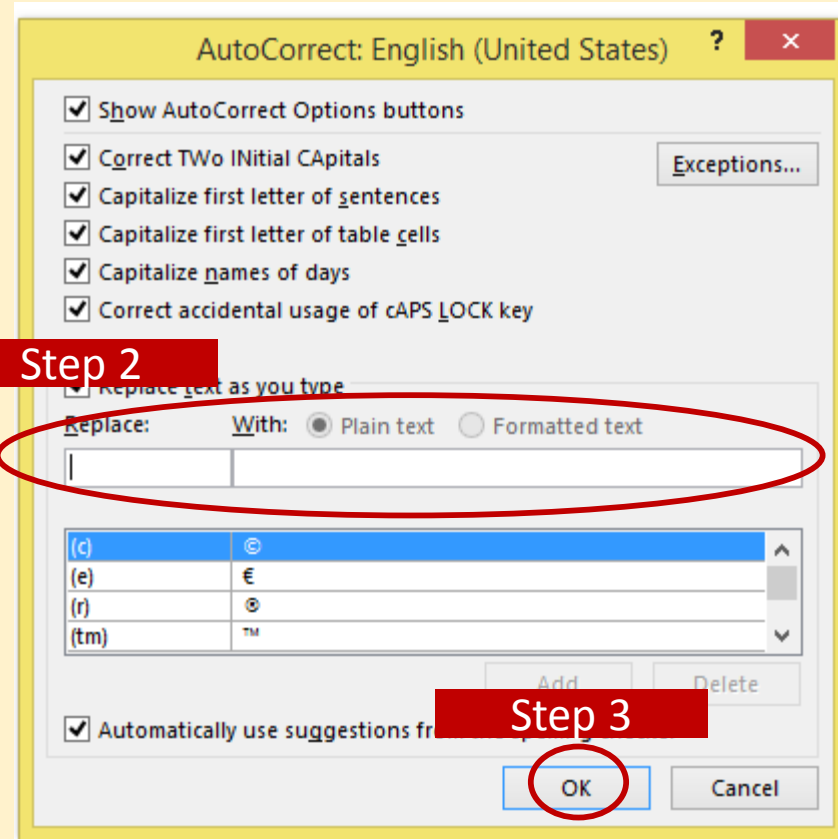 AutoCorrect: English (United States) ? ×
Show AutoCorrect Options buttons
Correct TWo INitial CApitals
Exceptions...
Capitalize first letter of sentences
Capitalize first letter of table cells
Capitalize names of days
Correct accidental usage of cAPS LOCK key
Step 2
Replace text as you type
Replace: With: Plain text Formatted text
(c) ©
(e) €
(r) ®
(tm) ™
Add Delete
Step 3
Automatically use suggestions
OK Cancel